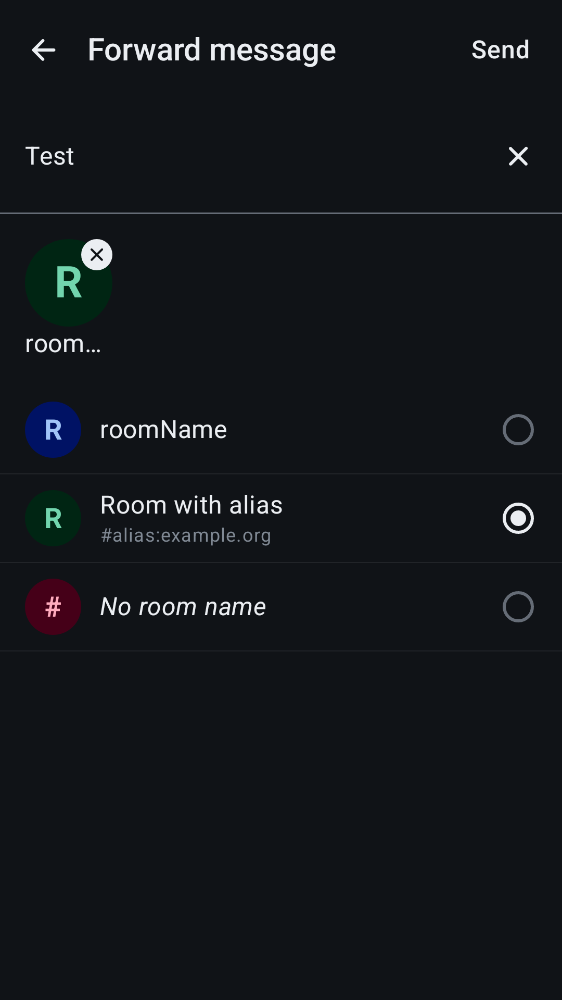 Forward message Send
Test
R
room...
R roomName
R Room with alias
#alias:example.org
# No room name